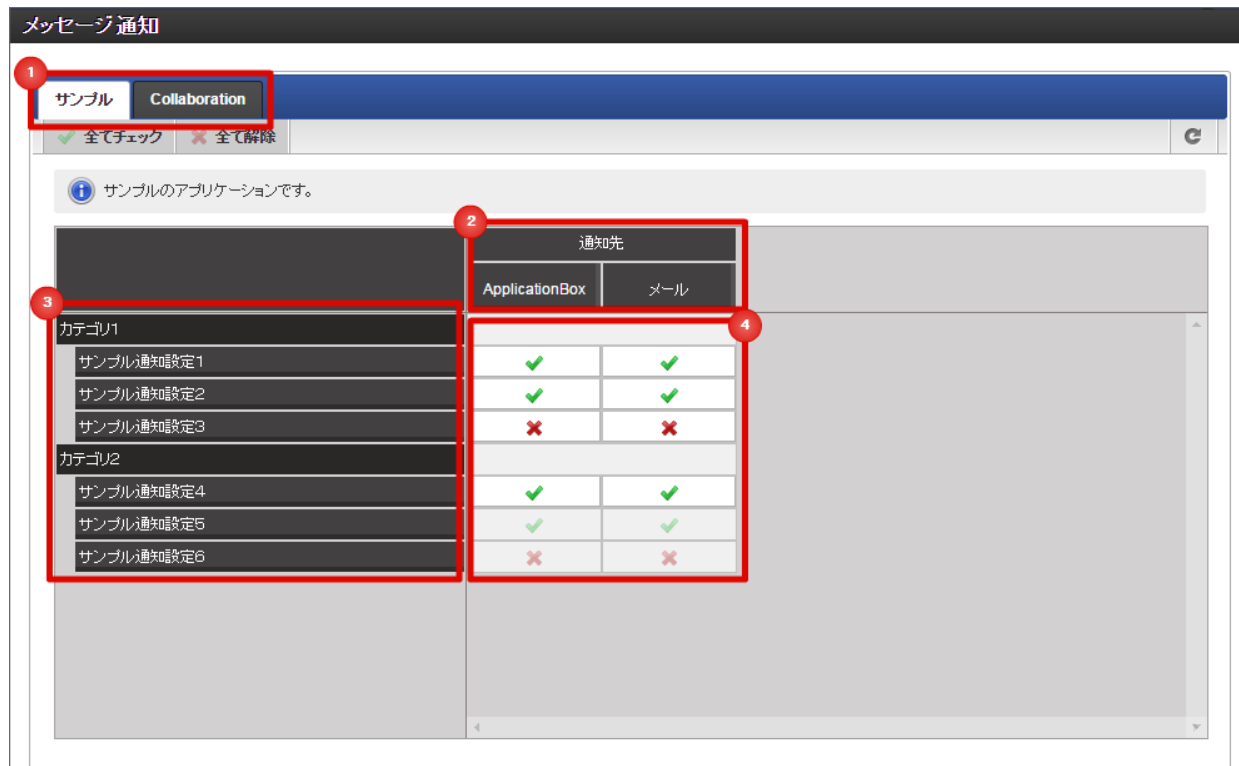 メッセージ通知
1
サンプル Collaboration
全てチェック 全て解除
サンプルのアプリケーションです。
2
通知先
ApplicationBox メール
3
4
カテゴリ1
サンプル通知設定1
サンプル通知設定2
サンプル通知設定3
カテゴリ2
サンプル通知設定4
サンプル通知設定5
サンプル通知設定6